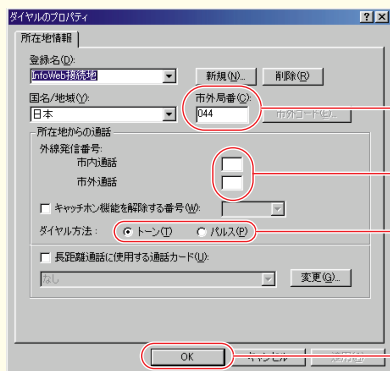 ダイヤルのプロパティ
所在地情報
登録名(D):
InfoWeb接続地 新規(N)... 削除(R)
国名/地域(Y): 市外局番(C):
日本 044 市外コード(E)...
所在地からの通話
外線発信番号:
市内通話
市外通話
キャッチホン機能を解除する番号(W):
ダイヤル方法: トーン(T) パルス(P)
長距離通話に使用する通話カード(U):
なし 変更(G)...
OK キャンセル 適用(A)